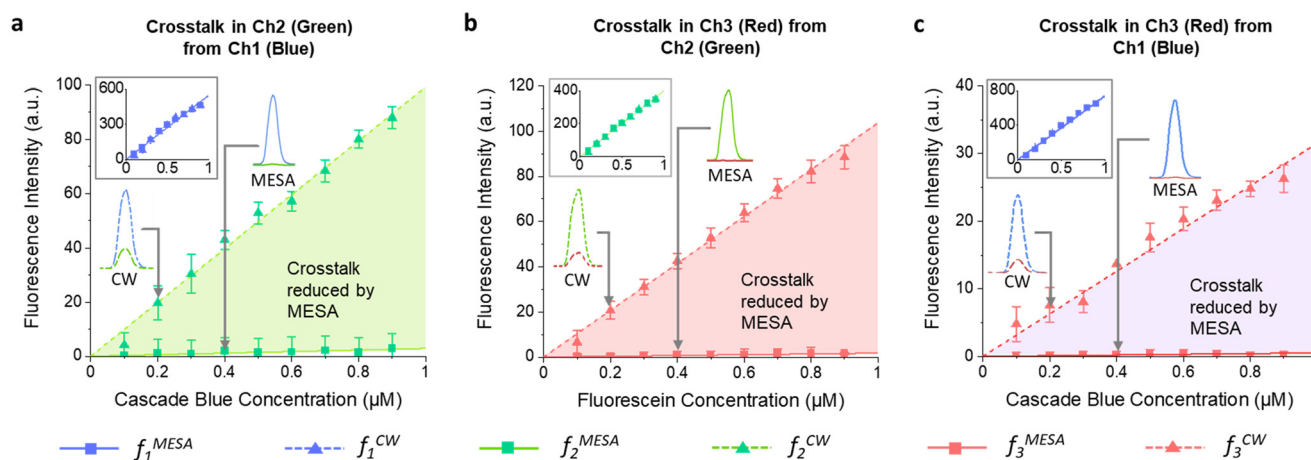 a
Crosstalk in Ch2 (Green)
from Ch1 (Blue)
Fluorescence Intensity (a.u.)
100
80
60
40
20
0
600
300
0
0
0.5
1
MESA
CW
Crosstalk
reduced by
MESA
0
0.2
0.4
0.6
0.8
1
Cascade Blue Concentration (µM)
b
Crosstalk in Ch3 (Red) from
Ch2 (Green)
Fluorescence Intensity (a.u.)
120
100
80
60
40
20
0
400
200
0
0
0.5
1
MESA
CW
Crosstalk
reduced by
MESA
0
0.2
0.4
0.6
0.8
1
Fluorescein Concentration (µM)
c
Crosstalk in Ch3 (Red) from
Ch1 (Blue)
Fluorescence Intensity (a.u.)
40
30
20
10
0
800
400
0
0
0.5
1
MESA
CW
Crosstalk
reduced by
MESA
0
0.2
0.4
0.6
0.8
1
Cascade Blue Concentration (µM)
f₁ᴹᴱˢᴬ
f₁ᶜᵂ
f₂ᴹᴱˢᴬ
f₂ᶜᵂ
f₃ᴹᴱˢᴬ
f₃ᶜᵂ